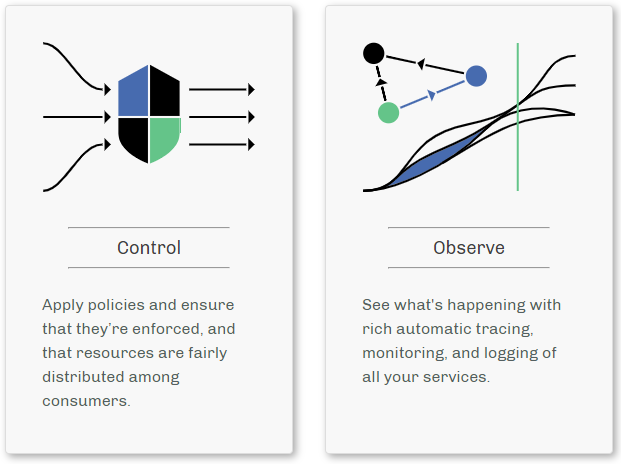 Control
Apply policies and ensure
that they’re enforced, and
that resources are fairly
distributed among
consumers.
Observe
See what's happening with
rich automatic tracing,
monitoring, and logging of
all your services.